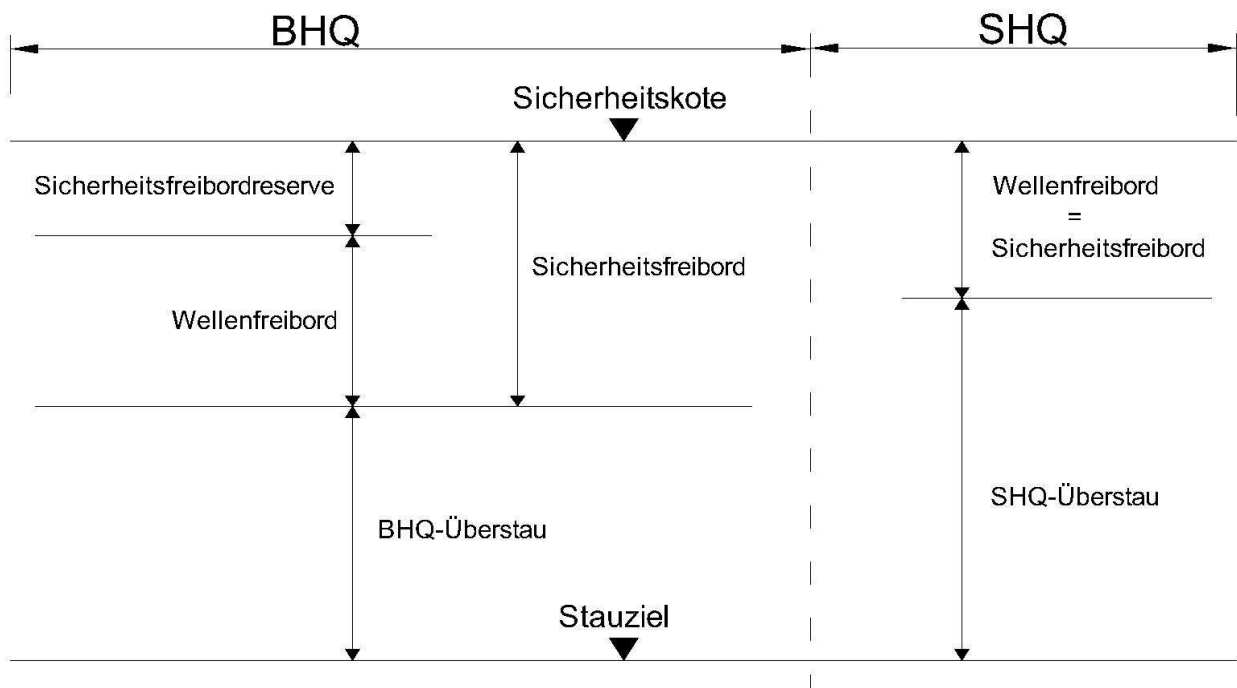 BHQ
SHQ
Sicherheitskote
Sicherheitsfreibordreserve
Wellenfreibord
Sicherheitsfreibord
Wellenfreibord
=
Sicherheitsfreibord
BHQ-Überstau
SHQ-Überstau
Stauziel